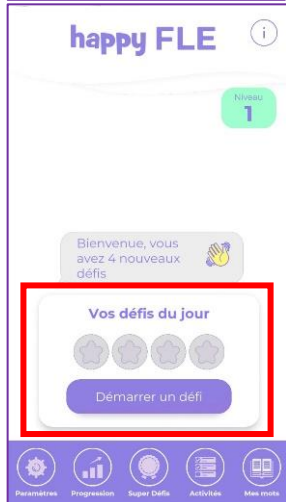 happy FLE
i
Niveau
1
Bienvenue, vous
avez 4 nouveaux
défis
Vos défis du jour
Démarrer un défi
Paramètres Progression Super Défis Activités Mes mots